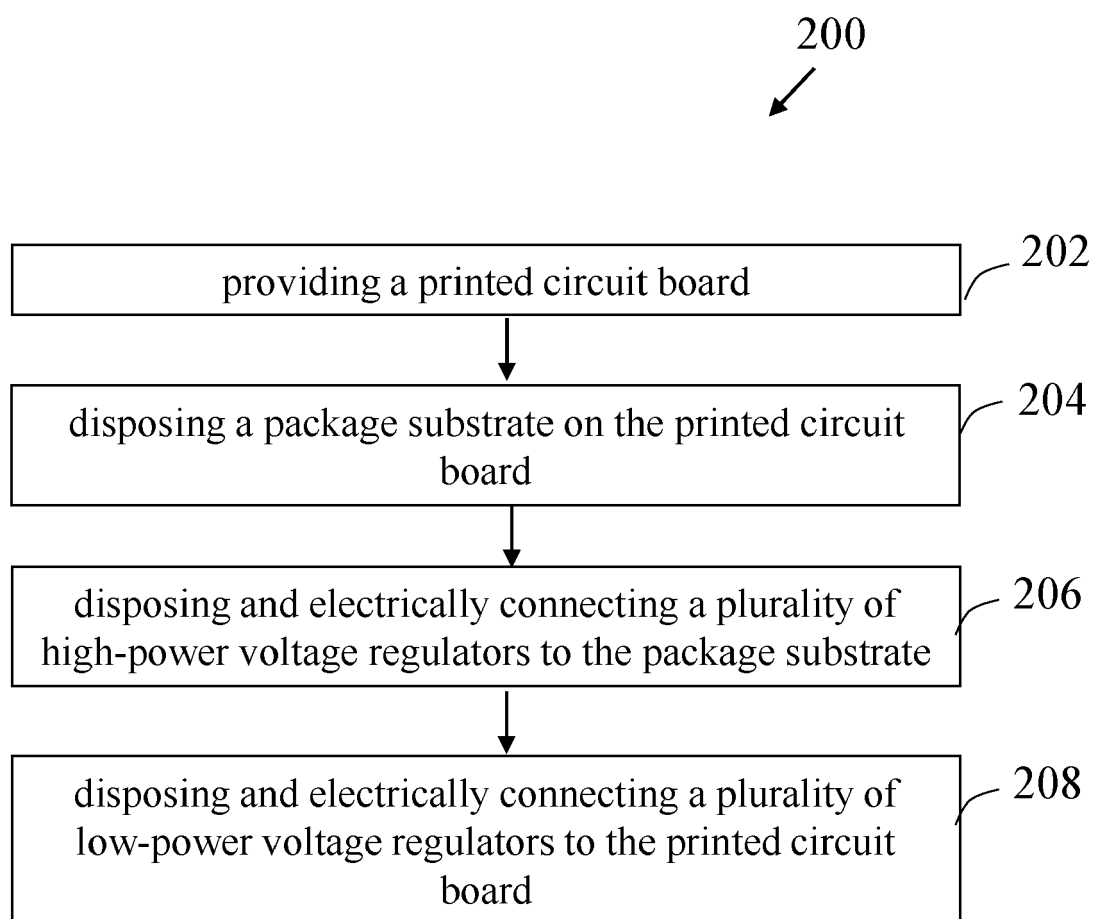 200
providing a printed circuit board
202
disposing a package substrate on the printed circuit
board
204
disposing and electrically connecting a plurality of
high-power voltage regulators to the package substrate
206
disposing and electrically connecting a plurality of
low-power voltage regulators to the printed circuit
board
208